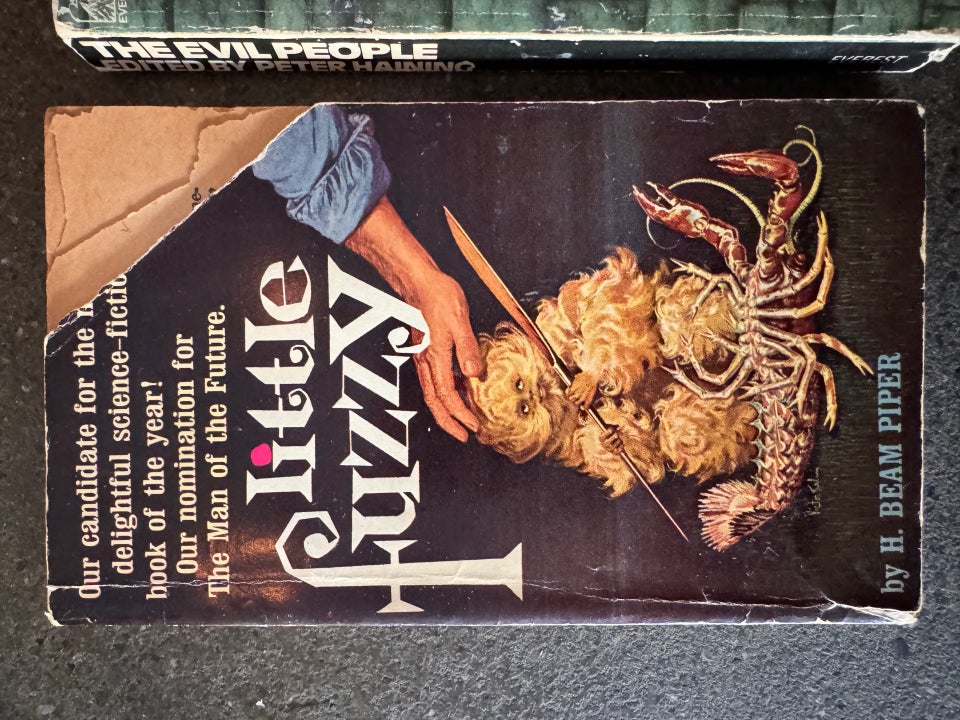 THE EVIL PEOPLE
EDITED BY PETER HAINING
EVEREST
Our candidate for the
delightful science-fictio
book of the year!
Our nomination for
The Man of the Future.
little
fuzzy
by H. BEAM PIPER